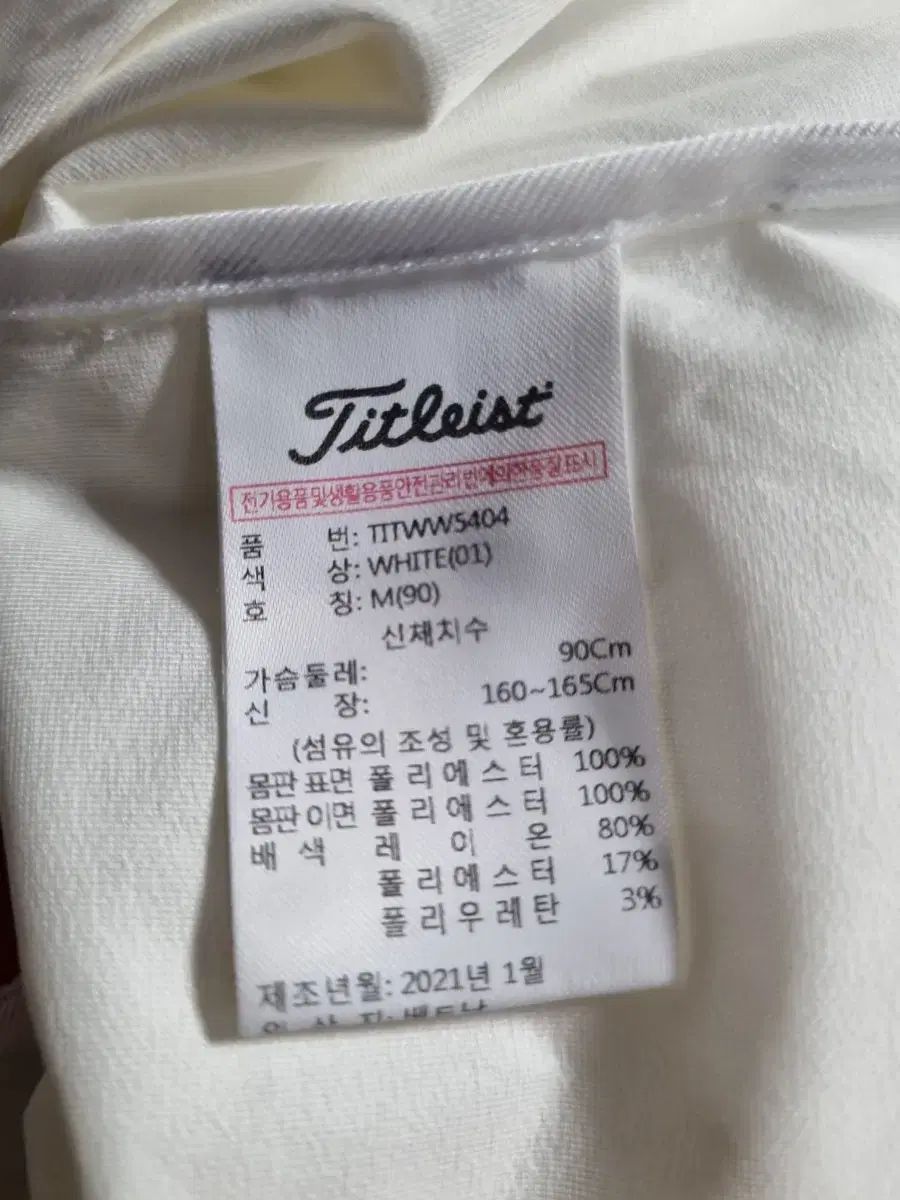 Titleist
전기용품및생활용품안전관리법에의한품질표시
품 번: TITWW5404
색 상: WHITE(01)
호 칭: M(90)
신체치수
가슴둘레: 90Cm
신 장: 160~165Cm
(섬유의 조성 및 혼용률)
몸판 표면 폴리에스터 100%
몸판 이면 폴리에스터 100%
배 색 레 이 온 80%
폴리에스터 17%
폴리우레탄 3%
제조년월: 2021년 1월